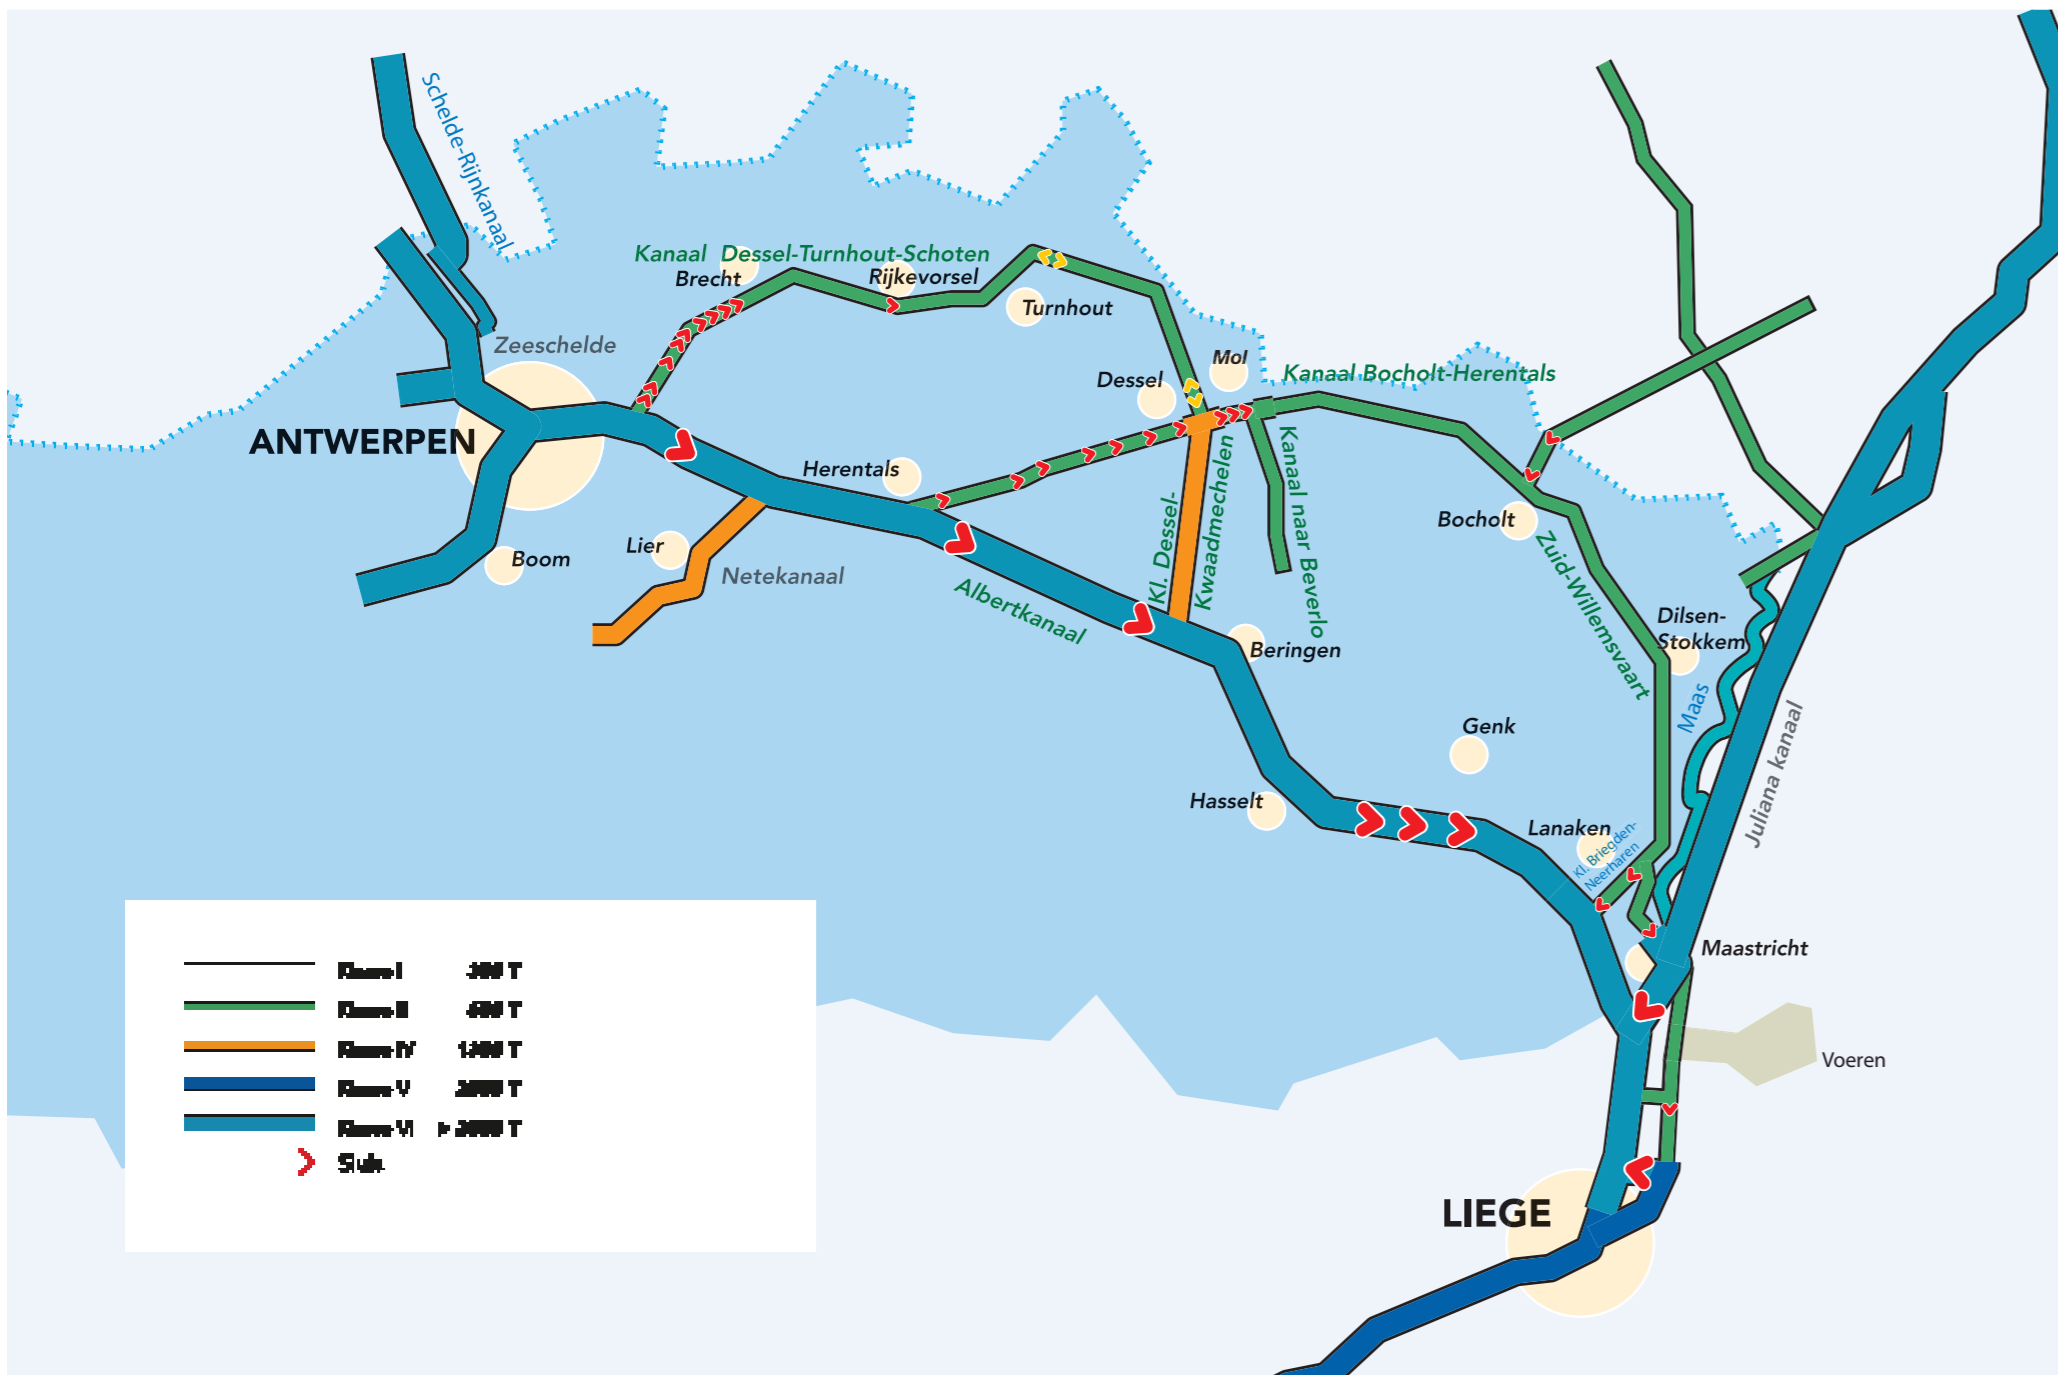 Schelde-Rijnkanaal
Kanaal Dessel-Turnhout-Schoten
Brecht
Rijkevorsel
Turnhout
Zeeschelde
Mol
Dessel
Kanaal Bocholt-Herentals
ANTWERPEN
Herentals
Kl. Dessel-
Kwaadmechelen
Kanaal naar Beverlo
Bocholt
Zuid-Willemsvaart
Boom
Lier
Netekanaal
Albertkanaal
Beringen
Dilsen-
Stokkem
Maas
Juliana kanaal
Genk
Hasselt
Lanaken
Kl. Briegden-
Neerharen
Maastricht
Voeren
LIEGE